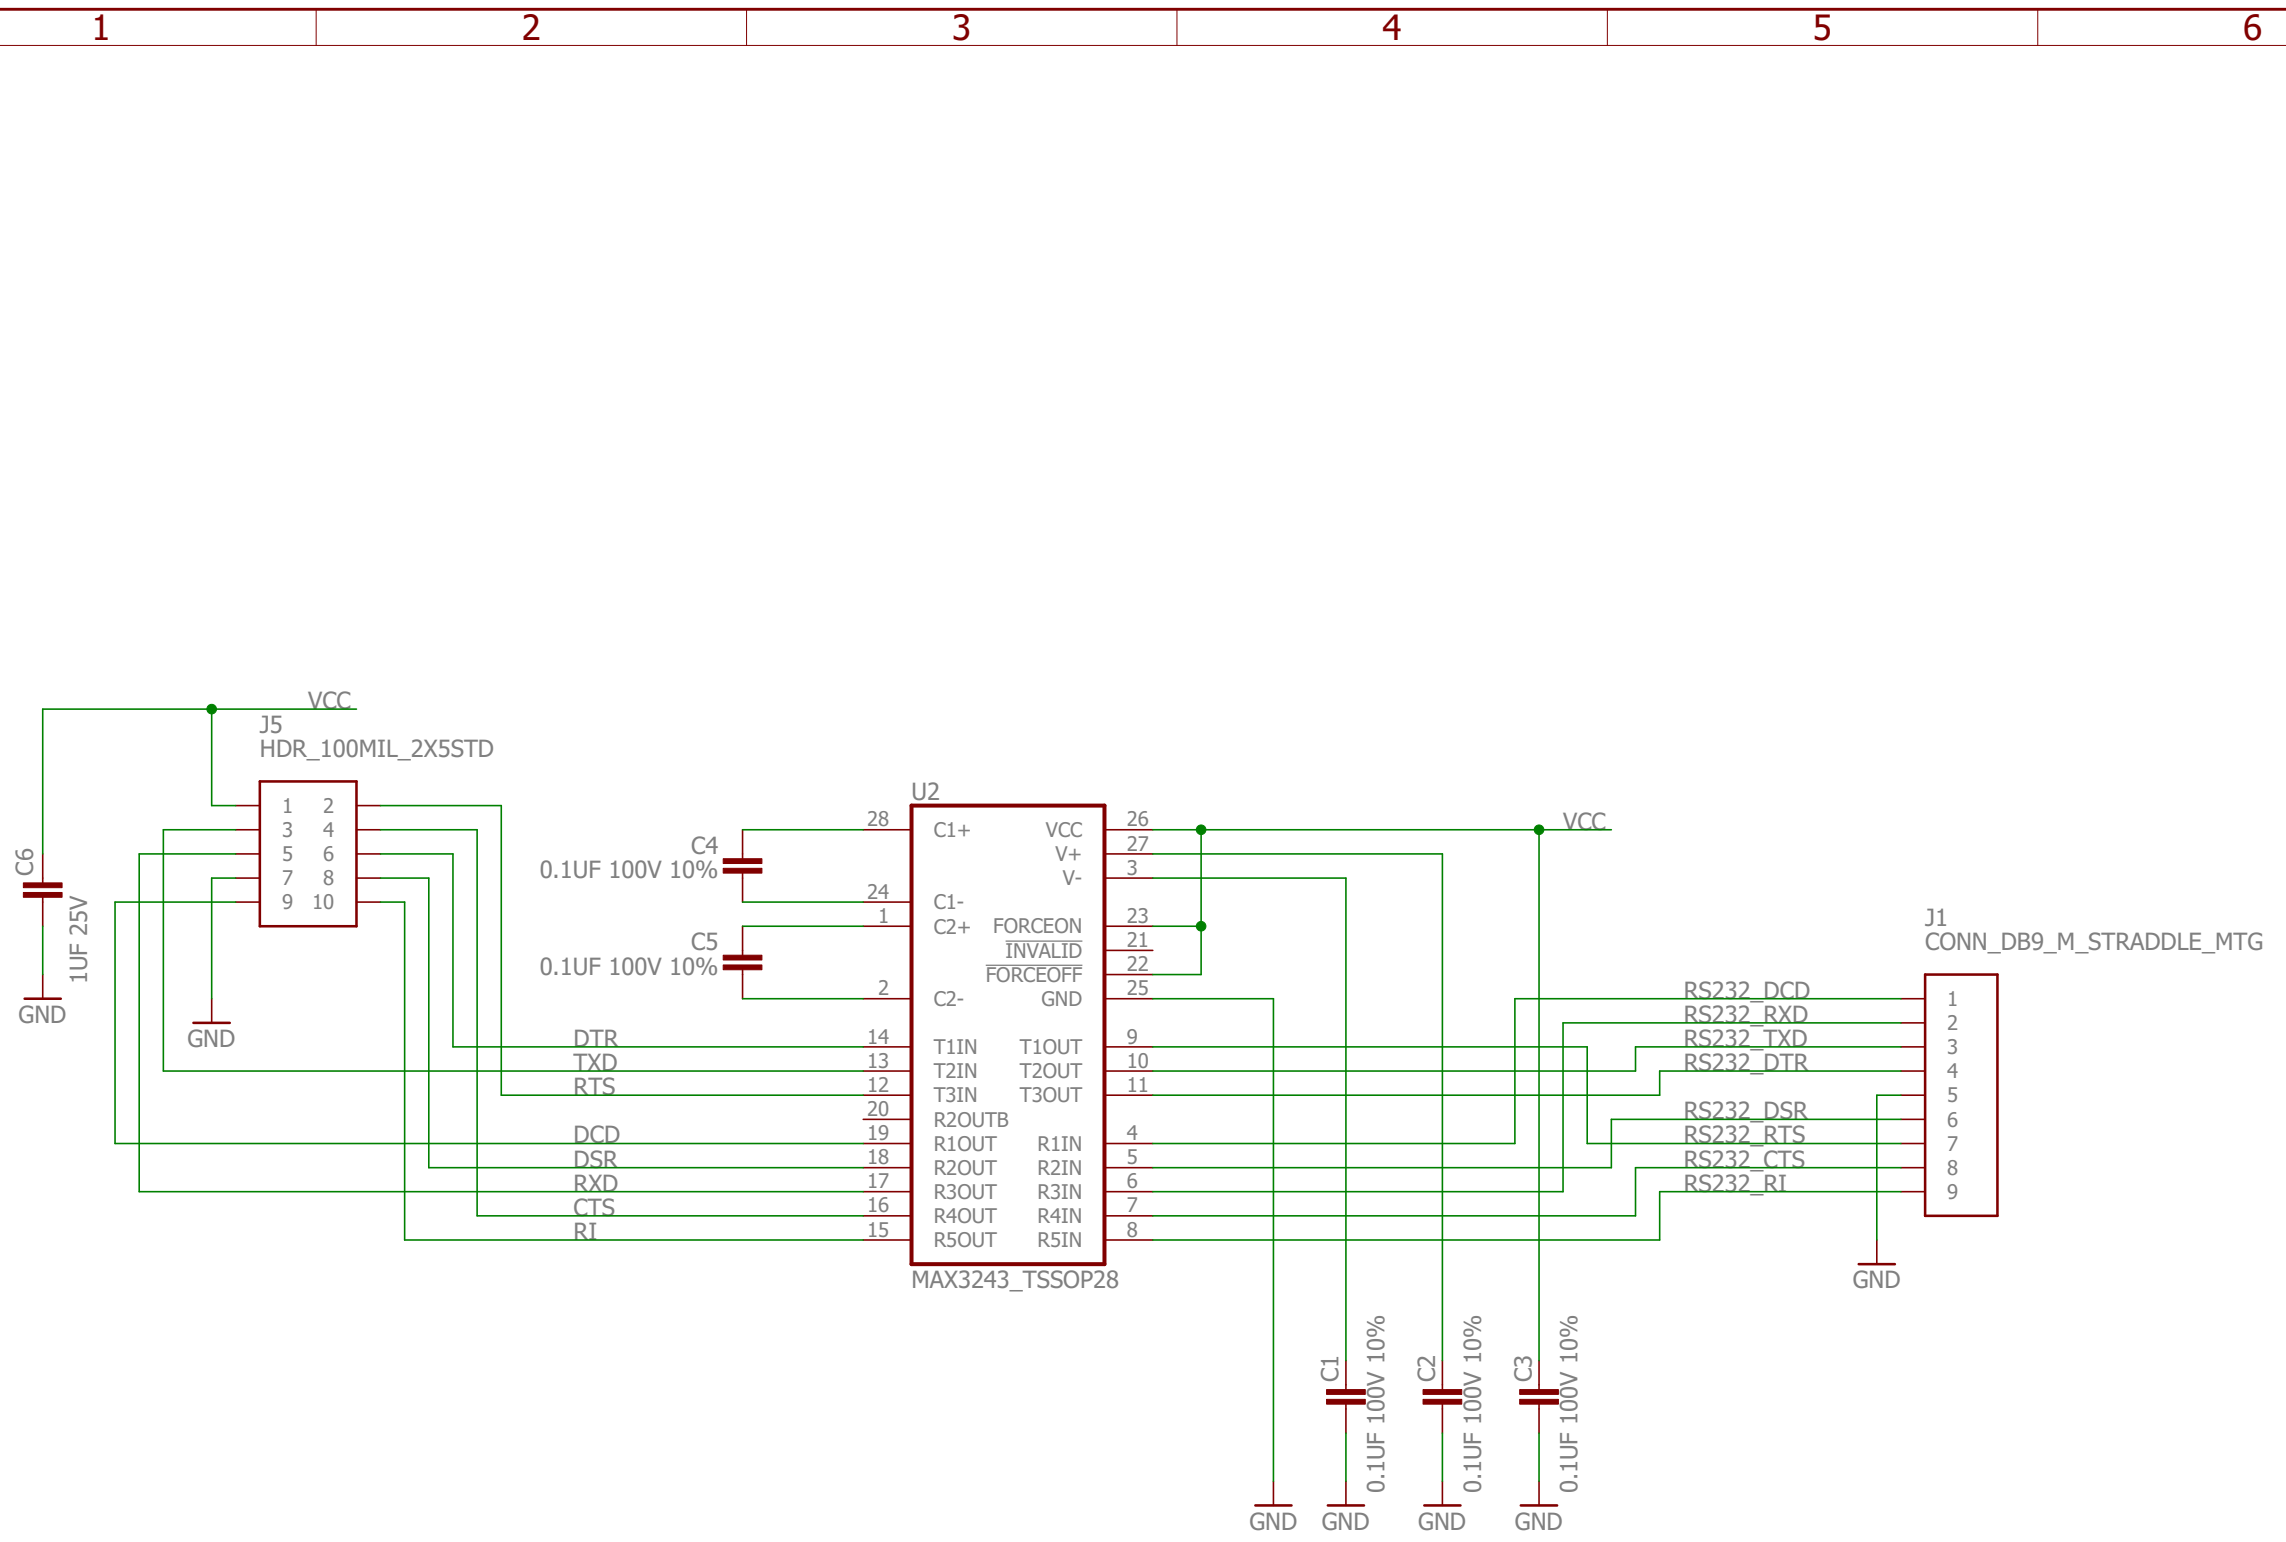 1 2 3 4 5 6
VCC
J5
HDR_100MIL_2X5STD
1 2
3 4
5 6
7 8
9 10
C6
1UF 25V
GND
GND
C4
0.1UF 100V 10%
C5
0.1UF 100V 10%
DTR
TXD
RTS
DCD
DSR
RXD
CTS
RI
U2
28 C1+ VCC 26
V+ 27
V- 3
24 C1-
1 C2+ FORCEON 23
INVALID 21
FORCEOFF 22
2 C2- GND 25
14 T1IN T1OUT 9
13 T2IN T2OUT 10
12 T3IN T3OUT 11
20 R2OUTB
19 R1OUT R1IN 4
18 R2OUT R2IN 5
17 R3OUT R3IN 6
16 R4OUT R4IN 7
15 R5OUT R5IN 8
MAX3243_TSSOP28
VCC
C1
0.1UF 100V 10%
C2
0.1UF 100V 10%
C3
0.1UF 100V 10%
GND GND GND GND
J1
CONN_DB9_M_STRADDLE_MTG
RS232_DCD 1
RS232_RXD 2
RS232_TXD 3
RS232_DTR 4
5
RS232_DSR 6
RS232_RTS 7
RS232_CTS 8
RS232_RI 9
GND